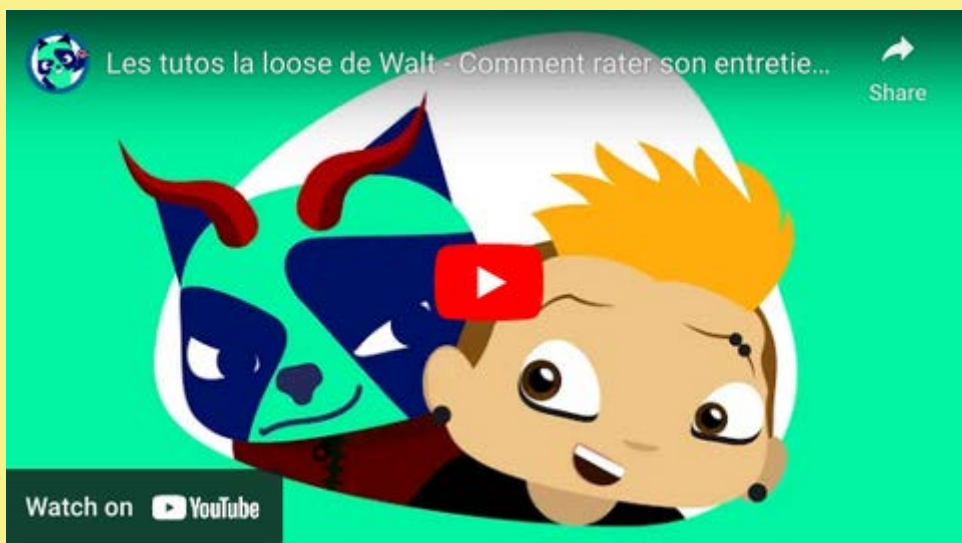 Les tutos la loose de Walt - Comment rater son entretie...
Share
Watch on YouTube